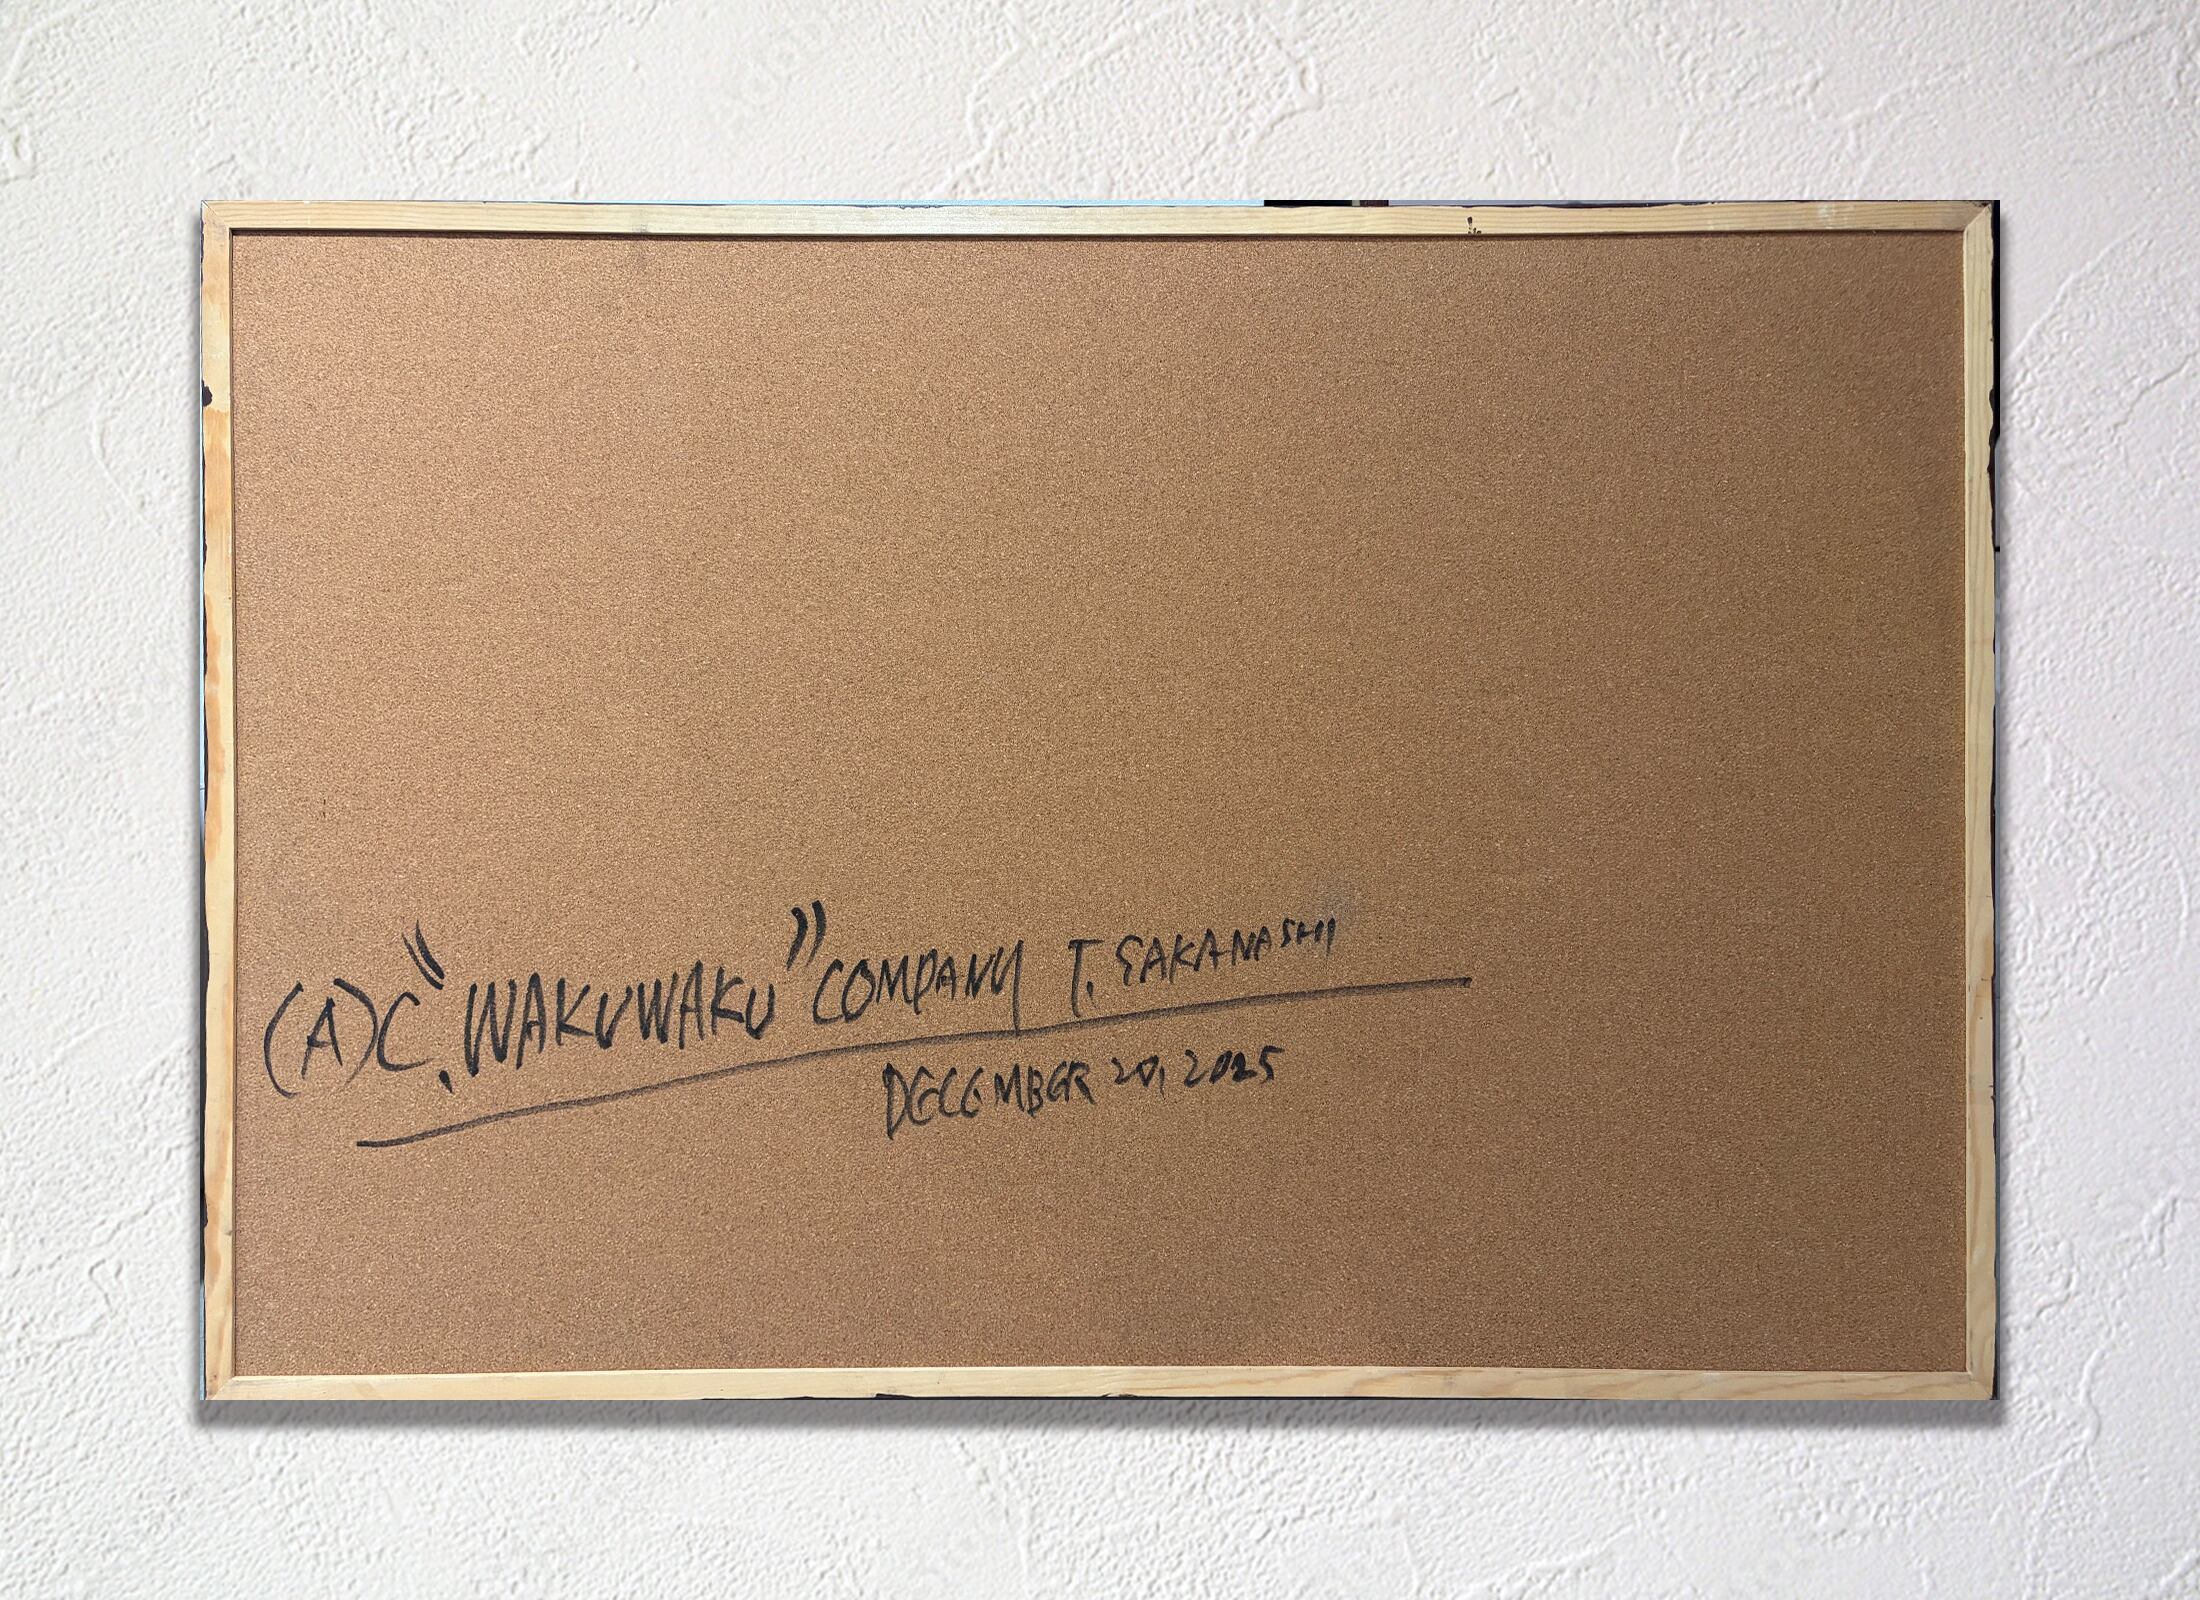 (A)C "WAKUWAKU" COMPANY T. SAKANASHI
DECEMBER 20, 2025